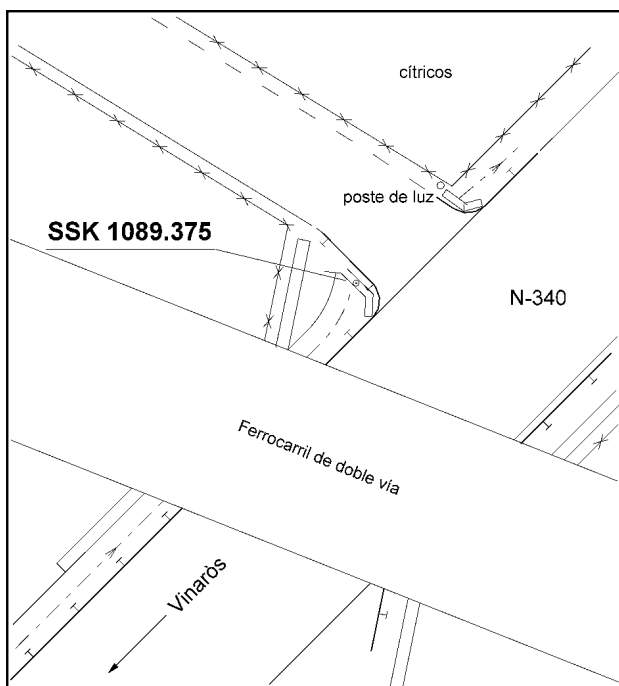 cítricos
poste de luz
SSK 1089.375
N-340
Ferrocarril de doble vía
Vinaròs